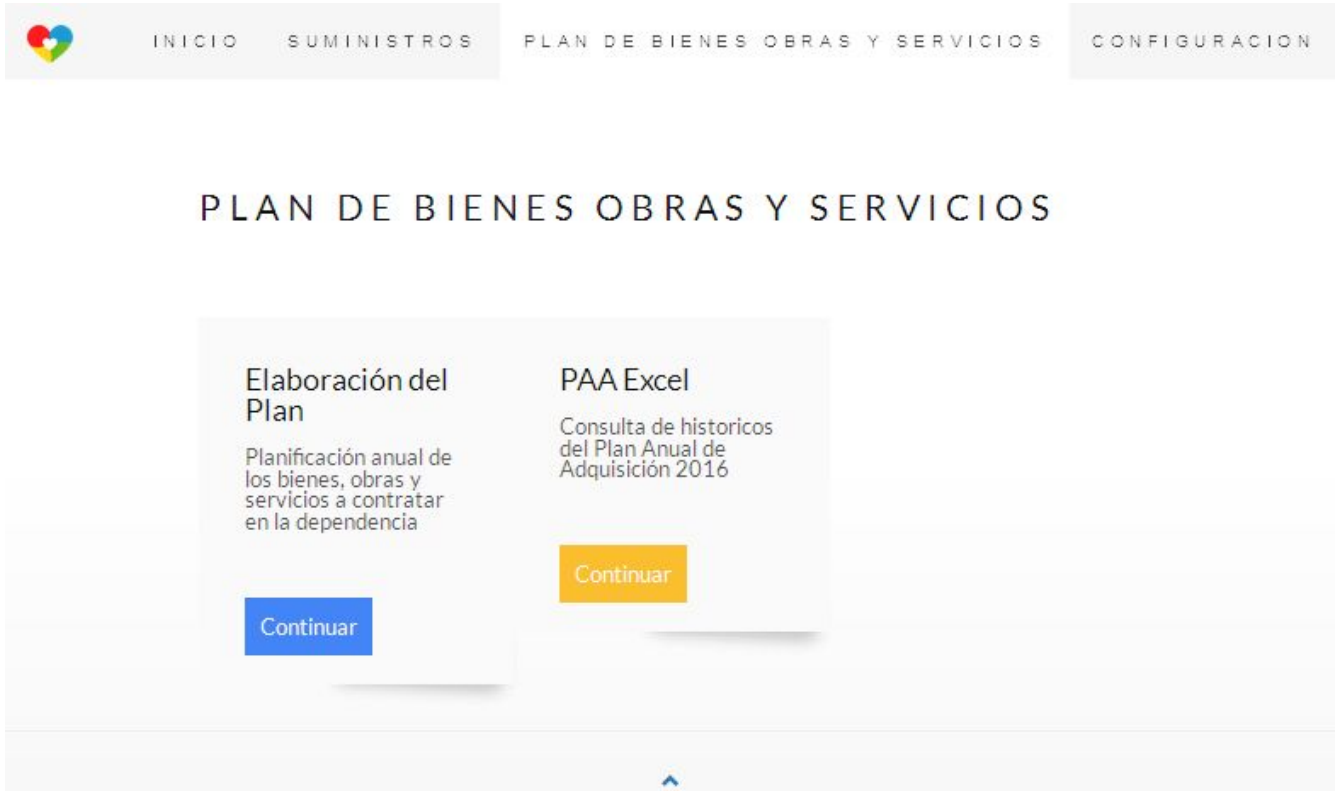 INICIO SUMINISTROS PLAN DE BIENES OBRAS Y SERVICIOS CONFIGURACION
PLAN DE BIENES OBRAS Y SERVICIOS
Elaboración del
Plan
Planificación anual de
los bienes, obras y
servicios a contratar
en la dependencia
Continuar
PAA Excel
Consulta de historicos
del Plan Anual de
Adquisición 2016
Continuar